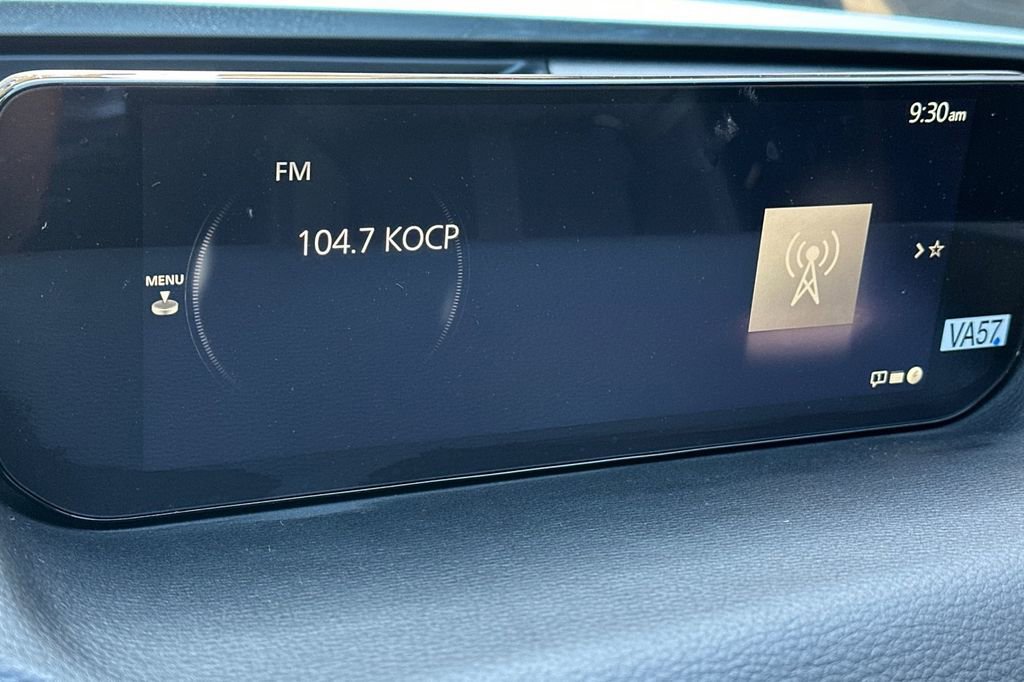 9:30am
FM
104.7 KOCP
MENU
VA57